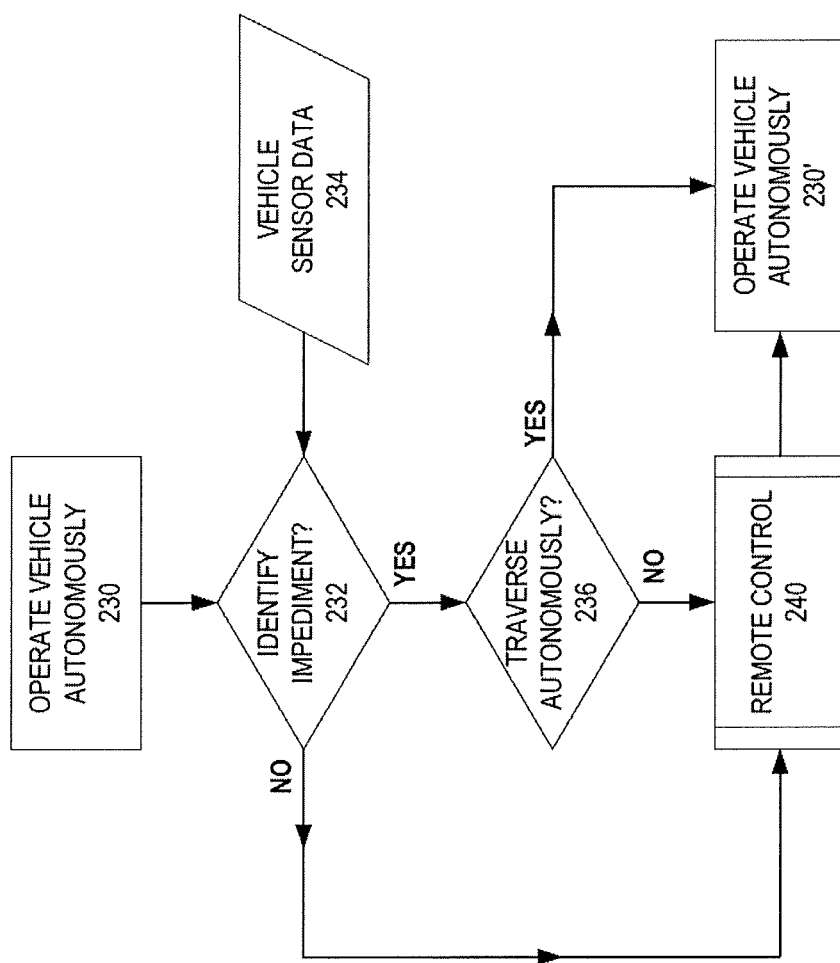 OPERATE VEHICLE
AUTONOMOUSLY
230
VEHICLE
SENSOR DATA
234
IDENTIFY
IMPEDIMENT?
232
NO
YES
TRAVERSE
AUTONOMOUSLY?
236
YES
NO
REMOTE CONTROL
240
OPERATE VEHICLE
AUTONOMOUSLY
230'